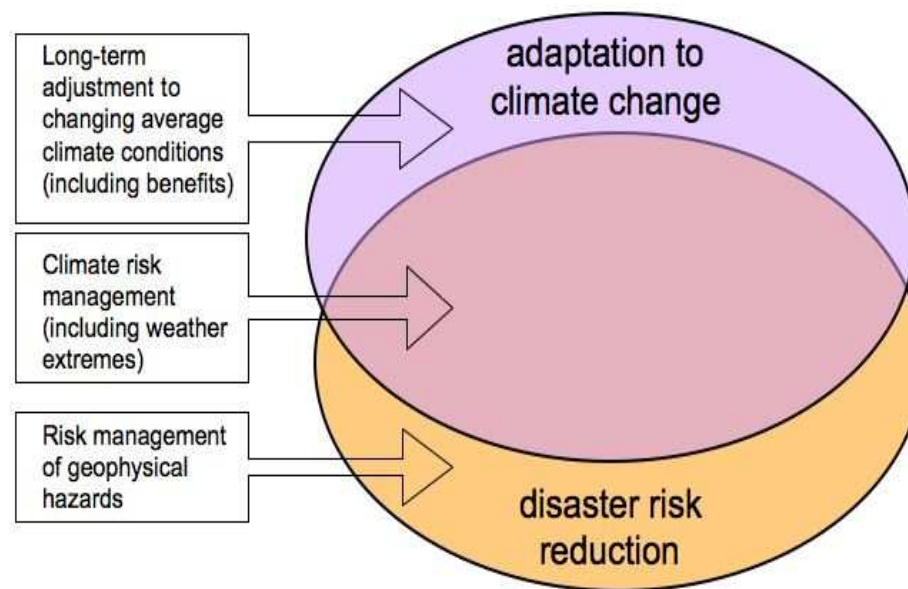 Long-term
adjustment to
changing average
climate conditions
(including benefits)
Climate risk
management
(including weather
extremes)
Risk management
of geophysical
hazards
adaptation to
climate change
disaster risk
reduction